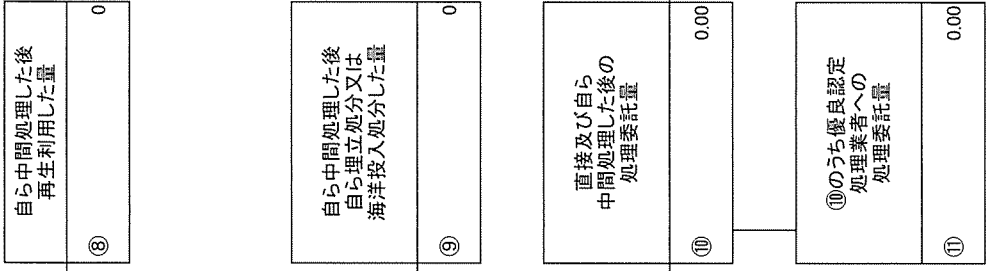 自ら中間処理した後
再生利用した量
⑧ 0
自ら中間処理した後
自ら埋立処分又は
海洋投入処分した量
⑨ 0
直接及び自ら
中間処理した後の
処理委託量
⑩ 0.00
⑩のうち優良認定
処理業者への
処理委託量
⑪ 0.00